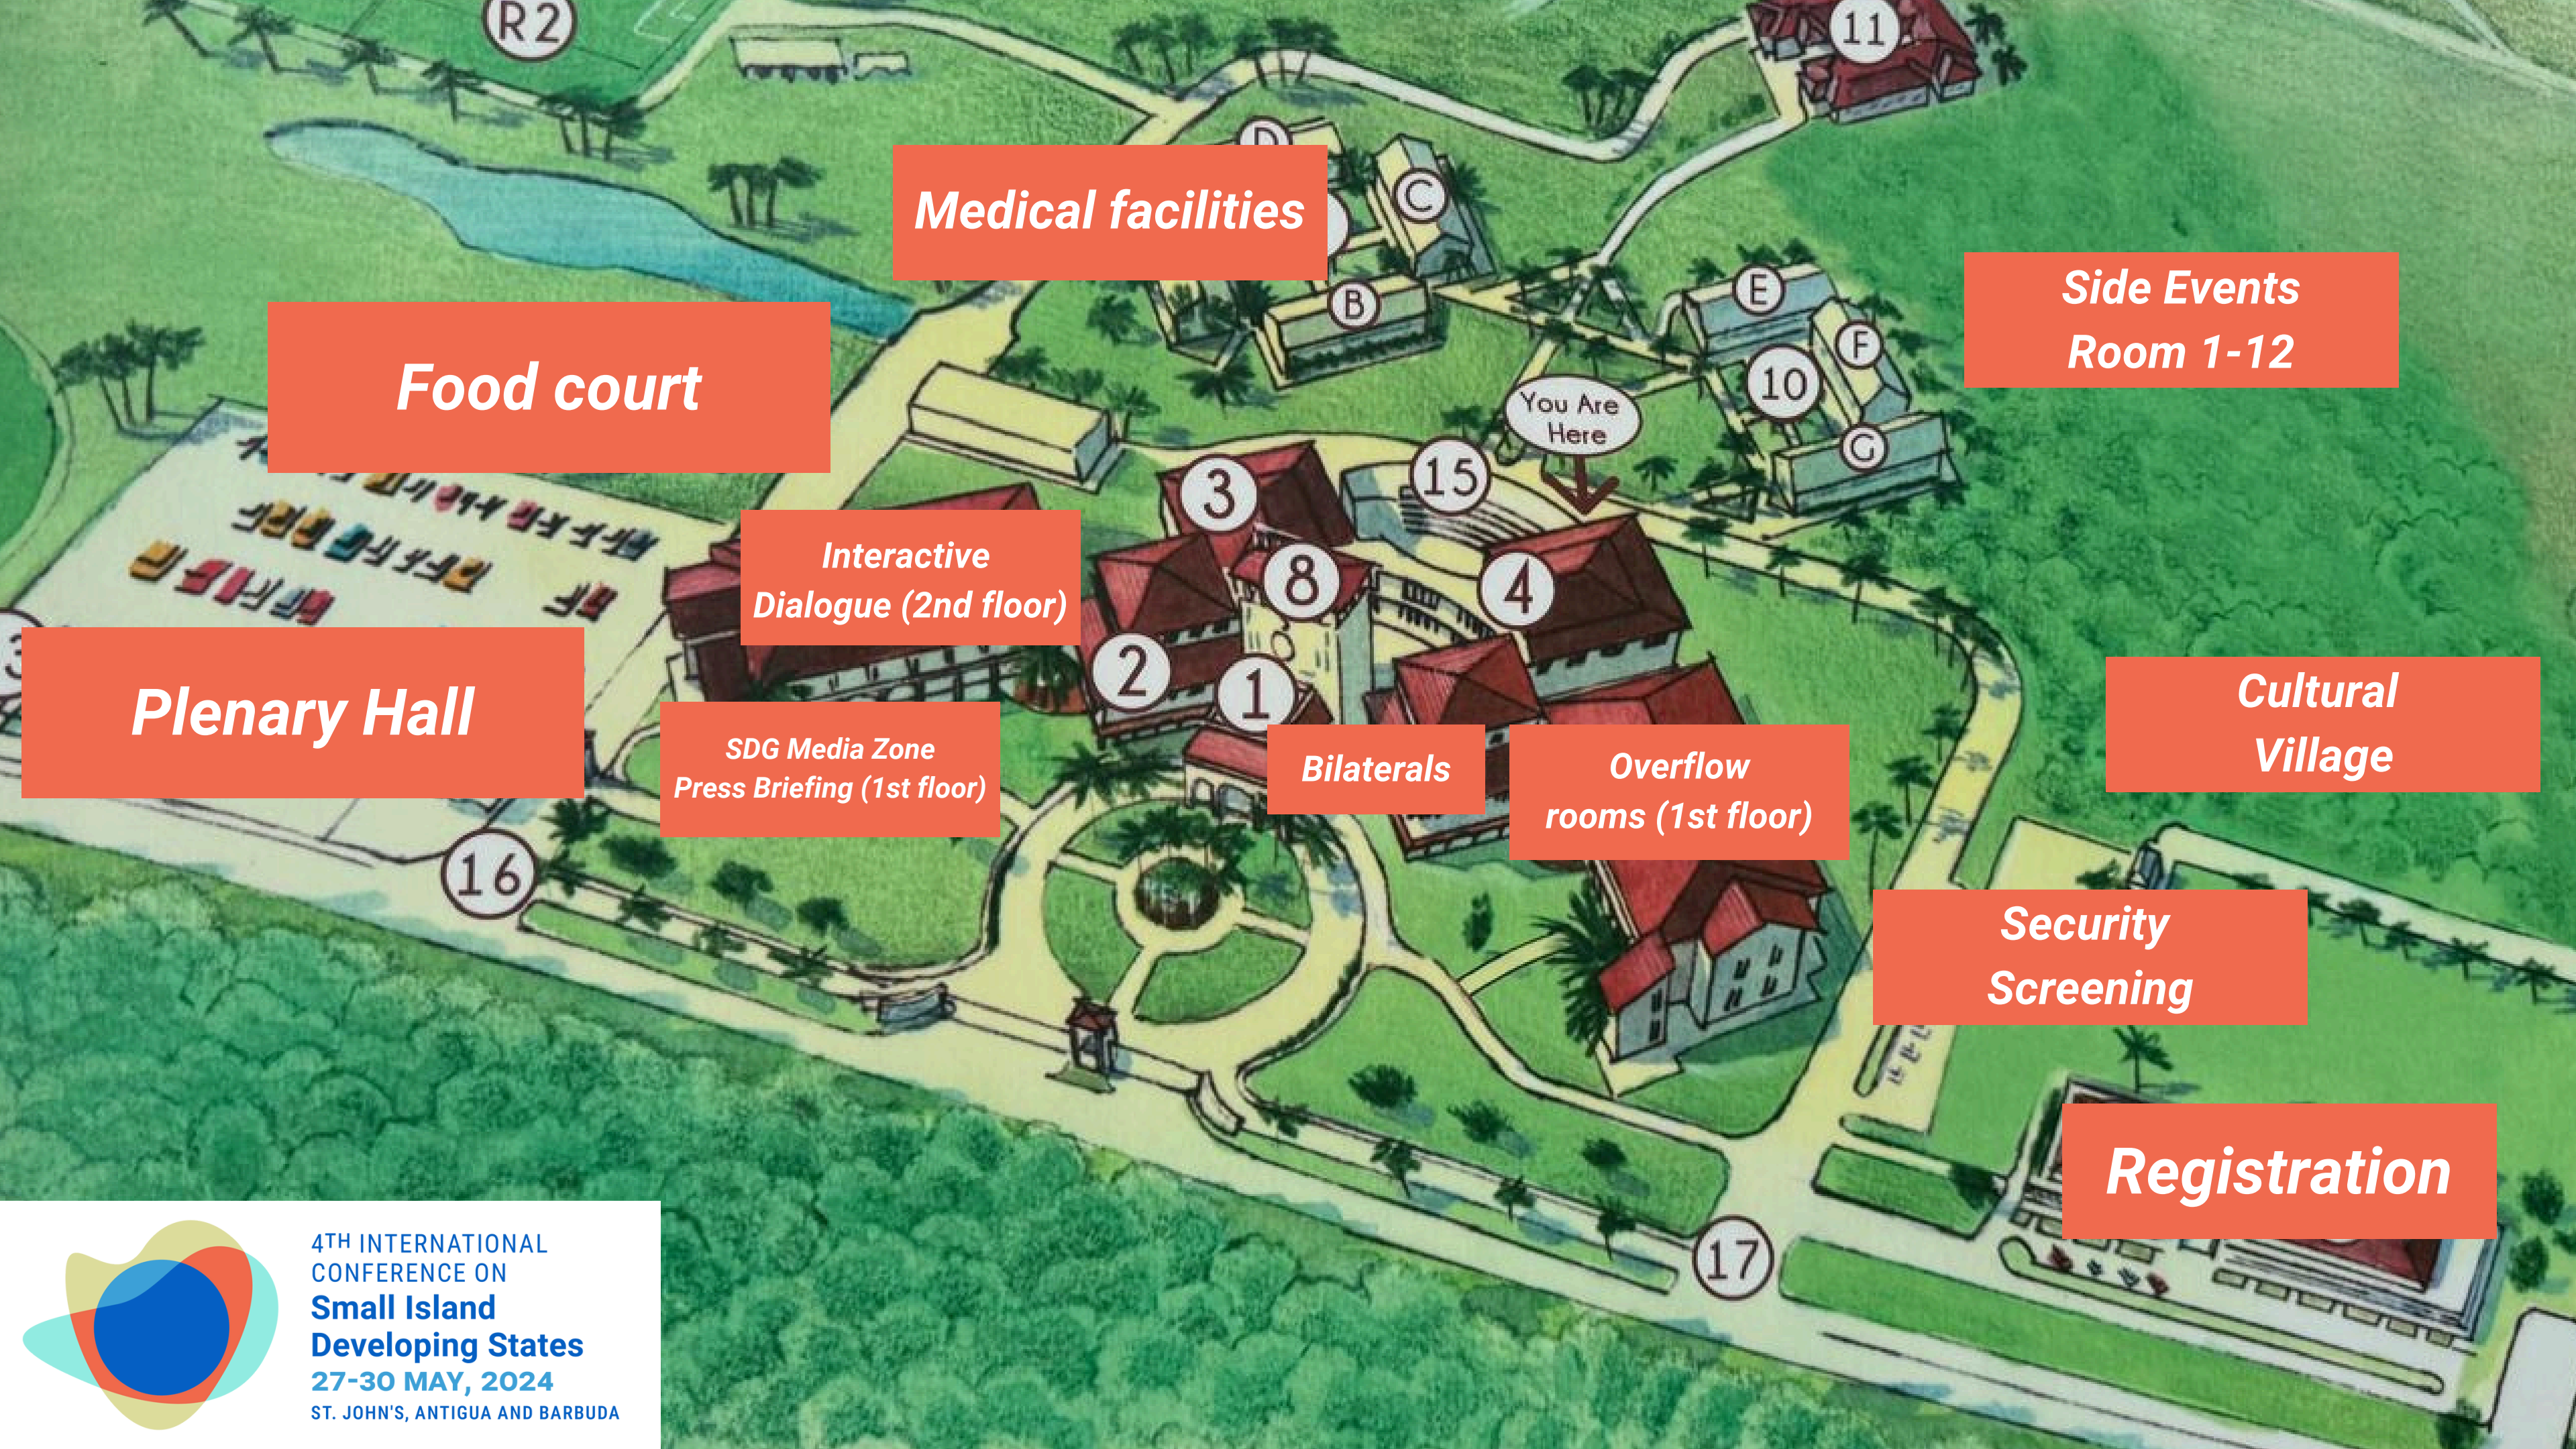 R2
11
D
Medical facilities
C
B
E
F
10
G
Side Events
Room 1-12
Food court
You Are
Here
3
15
8
4
2
1
Interactive
Dialogue (2nd floor)
Plenary Hall
SDG Media Zone
Press Briefing (1st floor)
Bilaterals
Overflow
rooms (1st floor)
Cultural
Village
16
Security
Screening
Registration
17
4TH INTERNATIONAL
CONFERENCE ON
Small Island
Developing States
27-30 MAY, 2024
ST. JOHN'S, ANTIGUA AND BARBUDA